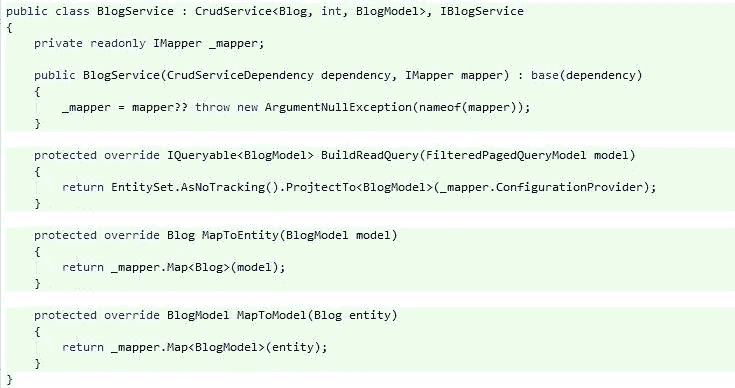 public class BlogService : CrudService<Blog, int, BlogModel>, IBlogService
{
    private readonly IMapper _mapper;

    public BlogService(CrudServiceDependency dependency, IMapper mapper) : base(dependency)
    {
        _mapper = mapper?? throw new ArgumentNullException(nameof(mapper));
    }

    protected override IQueryable<BlogModel> BuildReadQuery(FilteredPagedQueryModel model)
    {
        return EntitySet.AsNoTracking().ProjtectTo<BlogModel>(_mapper.ConfigurationProvider);
    }

    protected override Blog MapToEntity(BlogModel model)
    {
        return _mapper.Map<Blog>(model);
    }

    protected override BlogModel MapToModel(Blog entity)
    {
        return _mapper.Map<BlogModel>(entity);
    }
}